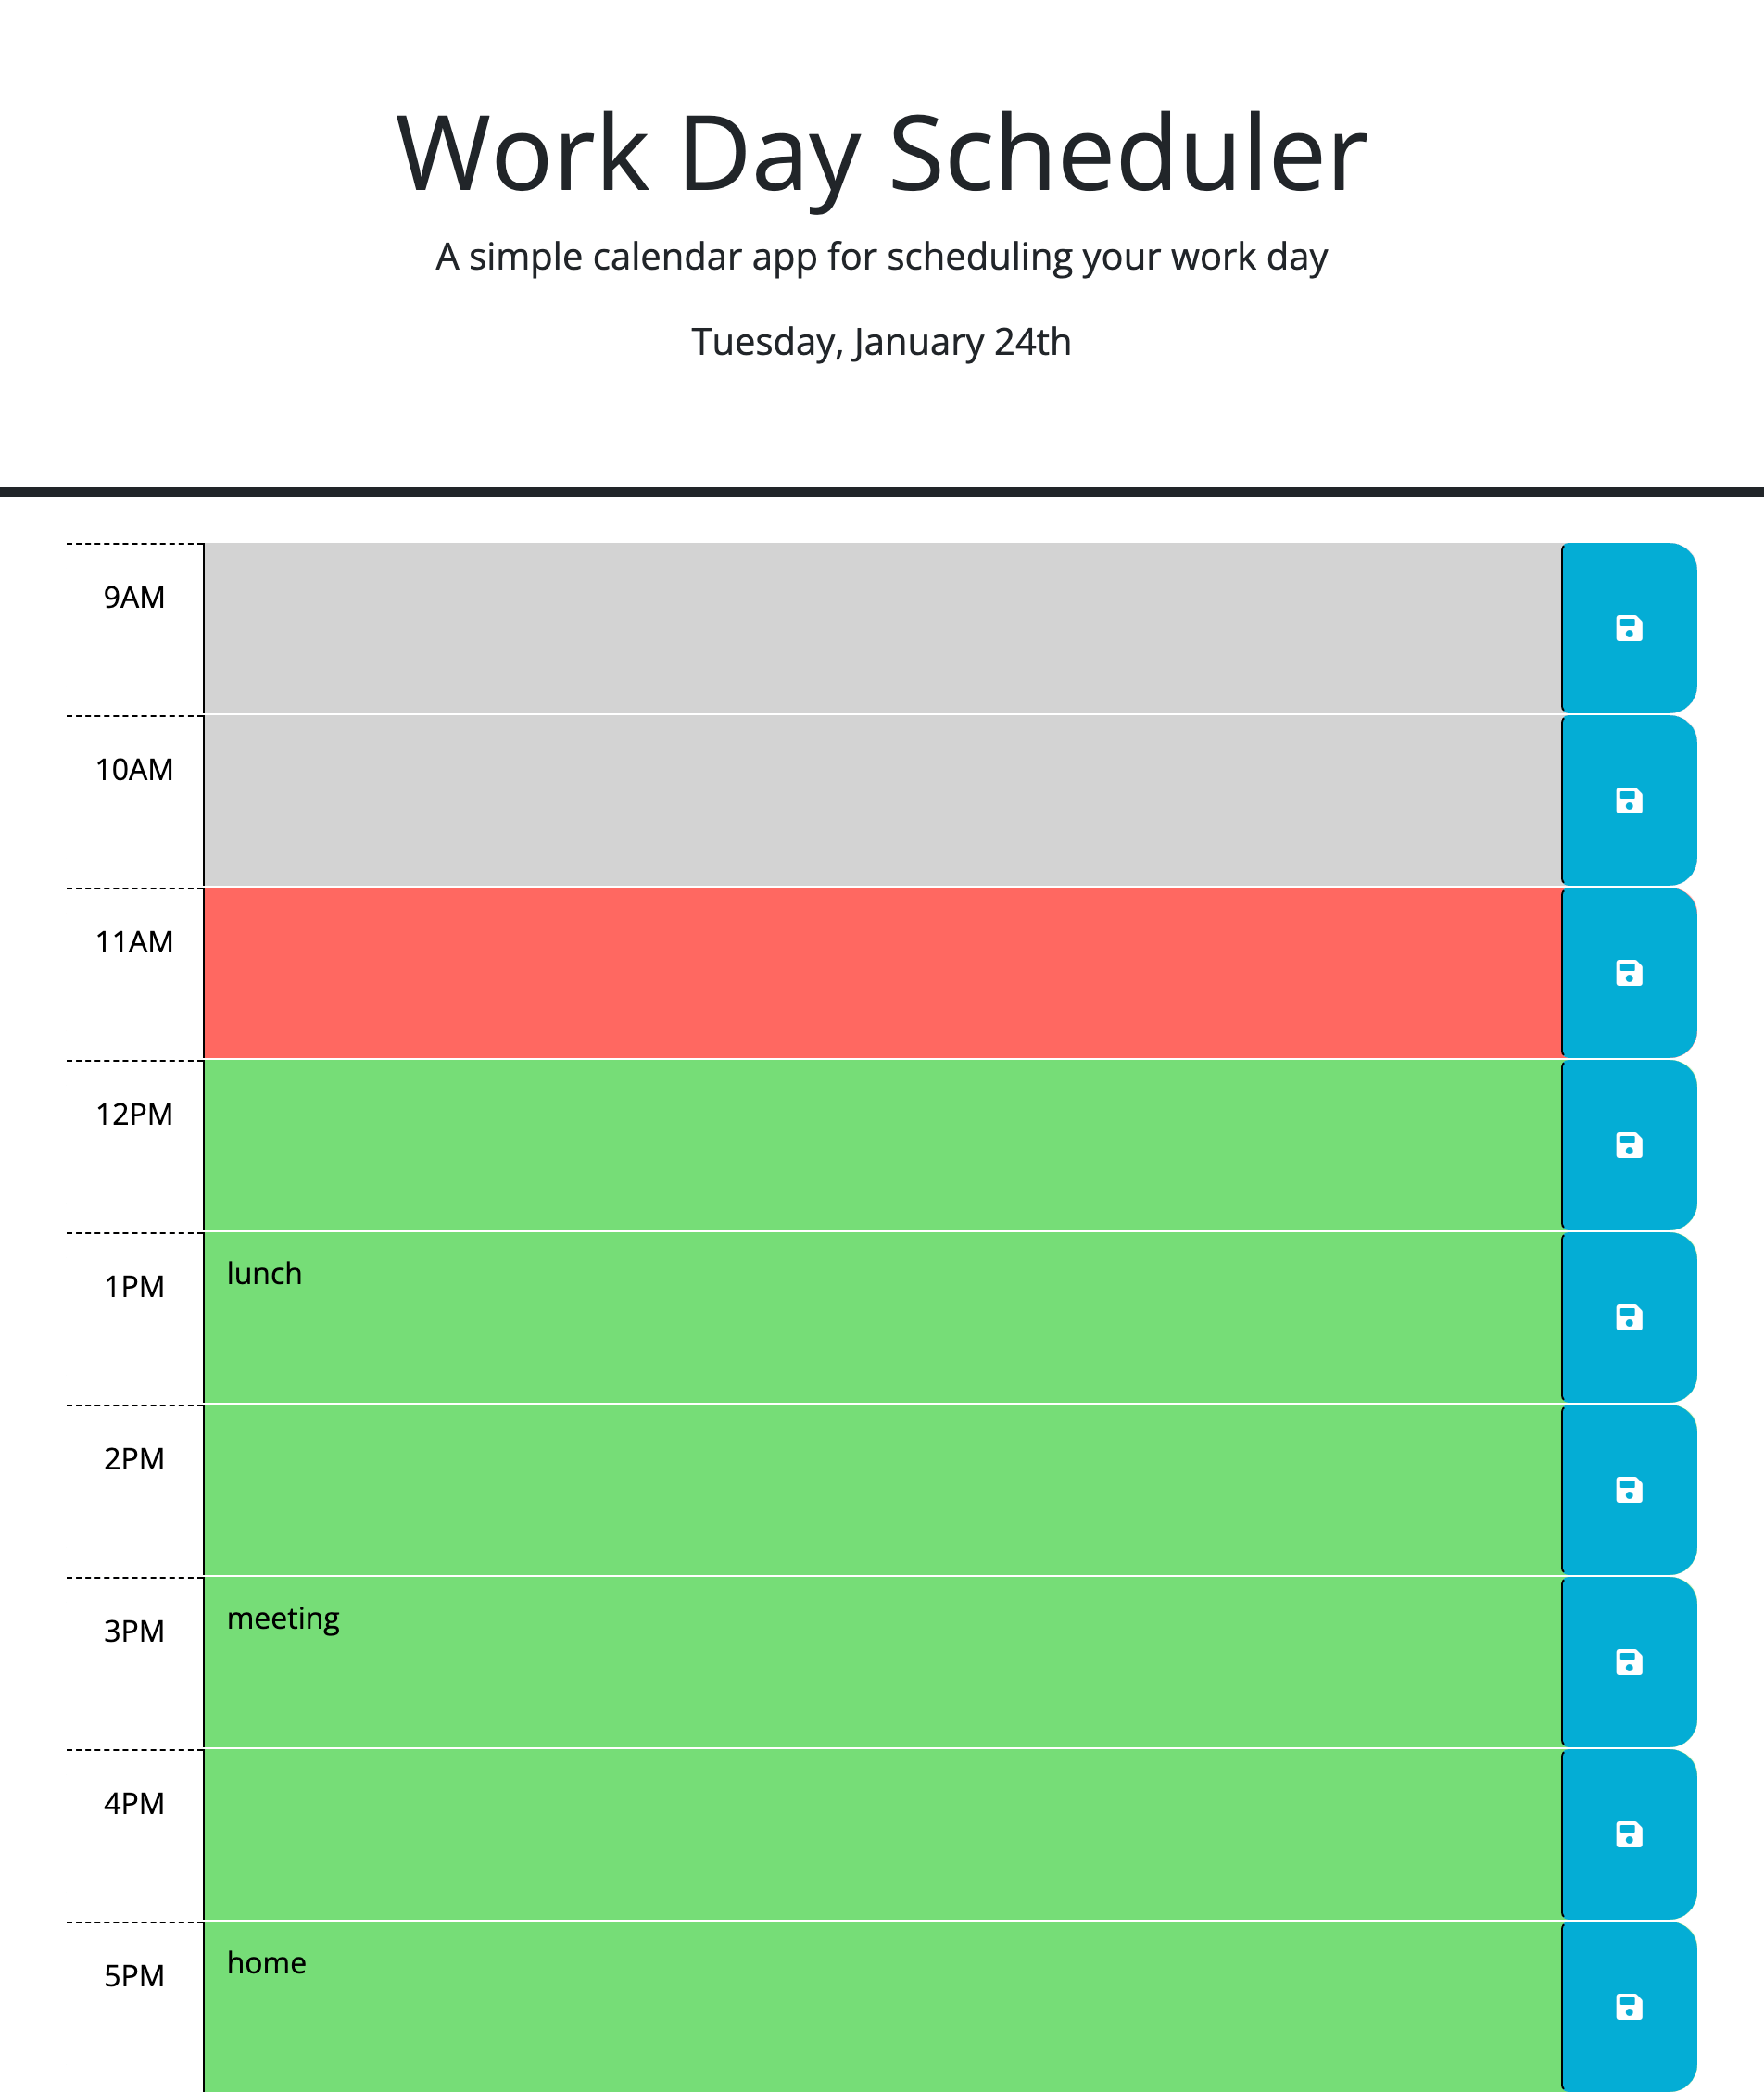 Work Day Scheduler
A simple calendar app for scheduling your work day
Tuesday, January 24th
9AM
10AM
11AM
12PM
1PM
lunch
2PM
3PM
meeting
4PM
5PM
home